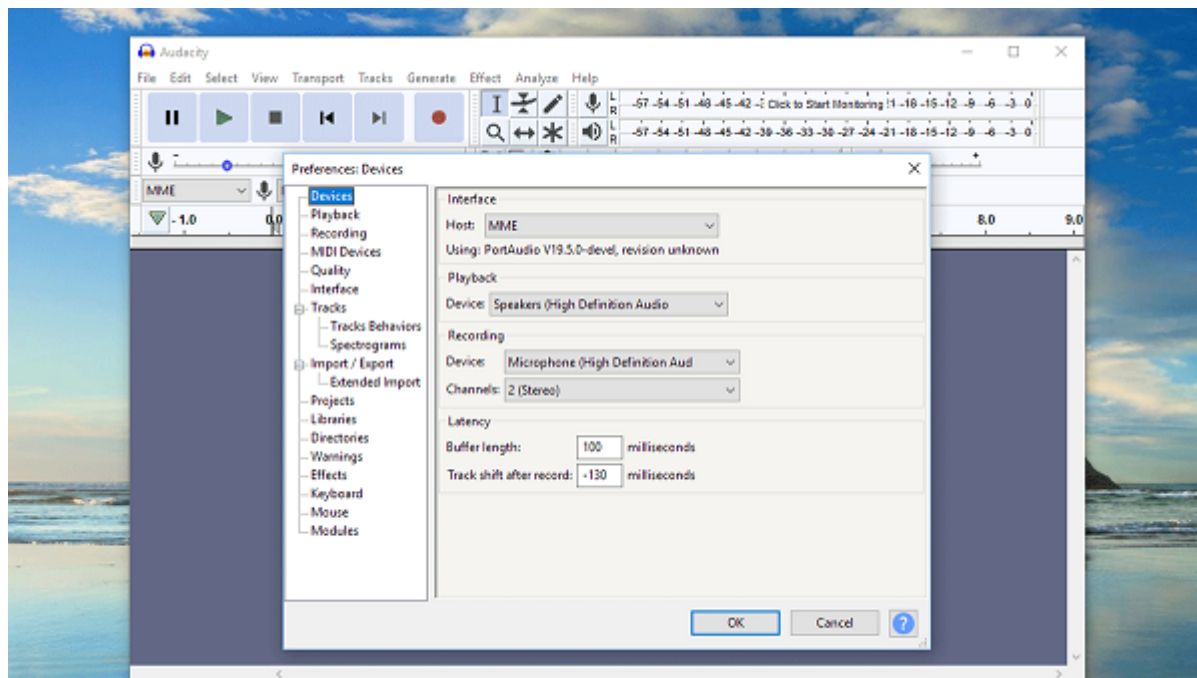 Audacity
File Edit Select View Transport Tracks Generate Effect Analyze Help
L
R
-57 -54 -51 -48 -45 -42 -3 Click to Start Monitoring !1 -18 -15 -12 -9 -6 -3 0
L
R
-57 -54 -51 -48 -45 -42 -39 -36 -33 -30 -27 -24 -21 -18 -15 -12 -9 -6 -3 0
- +
MME
- 1.0 0.0 8.0 9.0
Preferences: Devices
Devices
Playback
Recording
MIDI Devices
Quality
Interface
Tracks
Tracks Behaviors
Spectrograms
Import / Export
Extended Import
Projects
Libraries
Directories
Warnings
Effects
Keyboard
Mouse
Modules
Interface
Host: MME
Using: PortAudio V19.5.0-devel, revision unknown
Playback
Device: Speakers (High Definition Audio
Recording
Device: Microphone (High Definition Aud
Channels: 2 (Stereo)
Latency
Buffer length: 100 milliseconds
Track shift after record: -130 milliseconds
OK Cancel ?